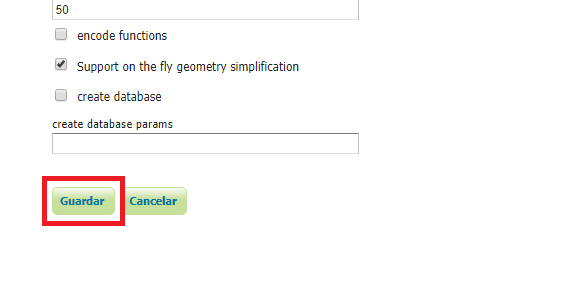 50
encode functions
Support on the fly geometry simplification
create database
create database params
Guardar Cancelar